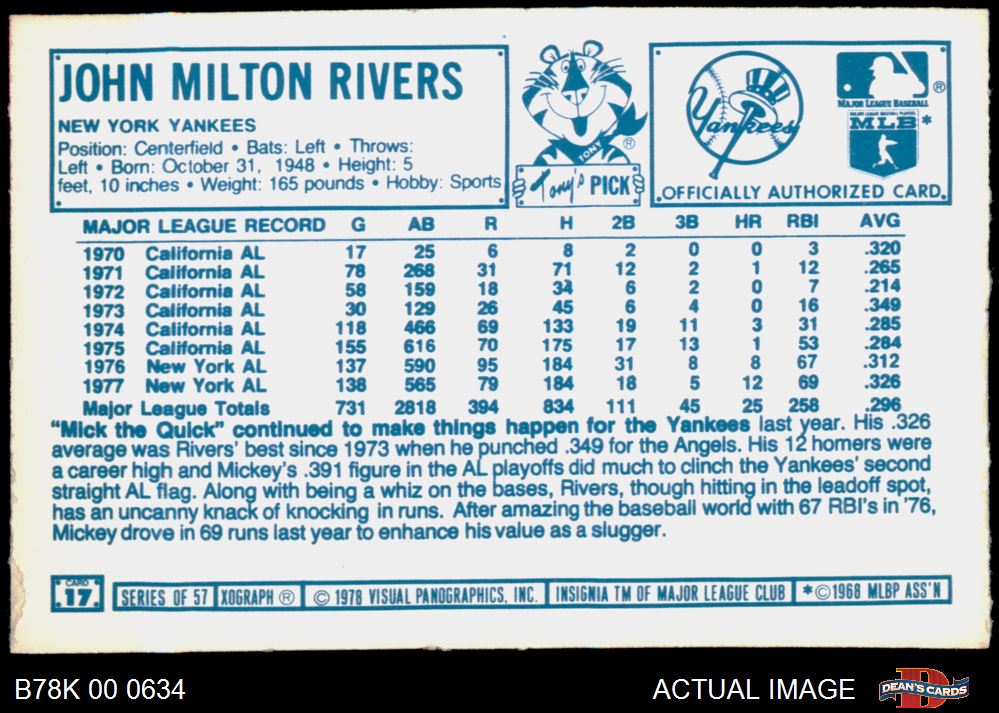 JOHN MILTON RIVERS
NEW YORK YANKEES
Position: Centerfield • Bats: Left • Throws:
Left • Born: October 31, 1948 • Height: 5
feet, 10 inches • Weight: 165 pounds • Hobby: Sports
TONY ®
Tony's PICK
Yankees
® MAJOR LEAGUE BASEBALL
MAJOR LEAGUE BASEBALL PLAYERS
MLB *
OFFICIALLY AUTHORIZED CARD
MAJOR LEAGUE RECORD G AB R H 2B 3B HR RBI AVG
1970 California AL 17 25 6 8 2 0 0 3 .320
1971 California AL 78 268 31 71 12 2 1 12 .265
1972 California AL 58 159 18 34 6 2 0 7 .214
1973 California AL 30 129 26 45 6 4 0 16 .349
1974 California AL 118 466 69 133 19 11 3 31 .285
1975 California AL 155 616 70 175 17 13 1 53 .284
1976 New York AL 137 590 95 184 31 8 8 67 .312
1977 New York AL 138 565 79 184 18 5 12 69 .326
Major League Totals 731 2818 394 834 111 45 25 258 .296
"Mick the Quick" continued to make things happen for the Yankees last year. His .326
average was Rivers' best since 1973 when he punched .349 for the Angels. His 12 homers were
a career high and Mickey's .391 figure in the AL playoffs did much to clinch the Yankees' second
straight AL flag. Along with being a whiz on the bases, Rivers, though hitting in the leadoff spot,
has an uncanny knack of knocking in runs. After amazing the baseball world with 67 RBI's in '76,
Mickey drove in 69 runs last year to enhance his value as a slugger.
CARD
17 SERIES OF 57 XOGRAPH ® © 1978 VISUAL PANOGRAPHICS, INC. INSIGNIA TM OF MAJOR LEAGUE CLUB *©1968 MLBP ASS'N
B78K 00 0634 ACTUAL IMAGE DEAN'S CARDS